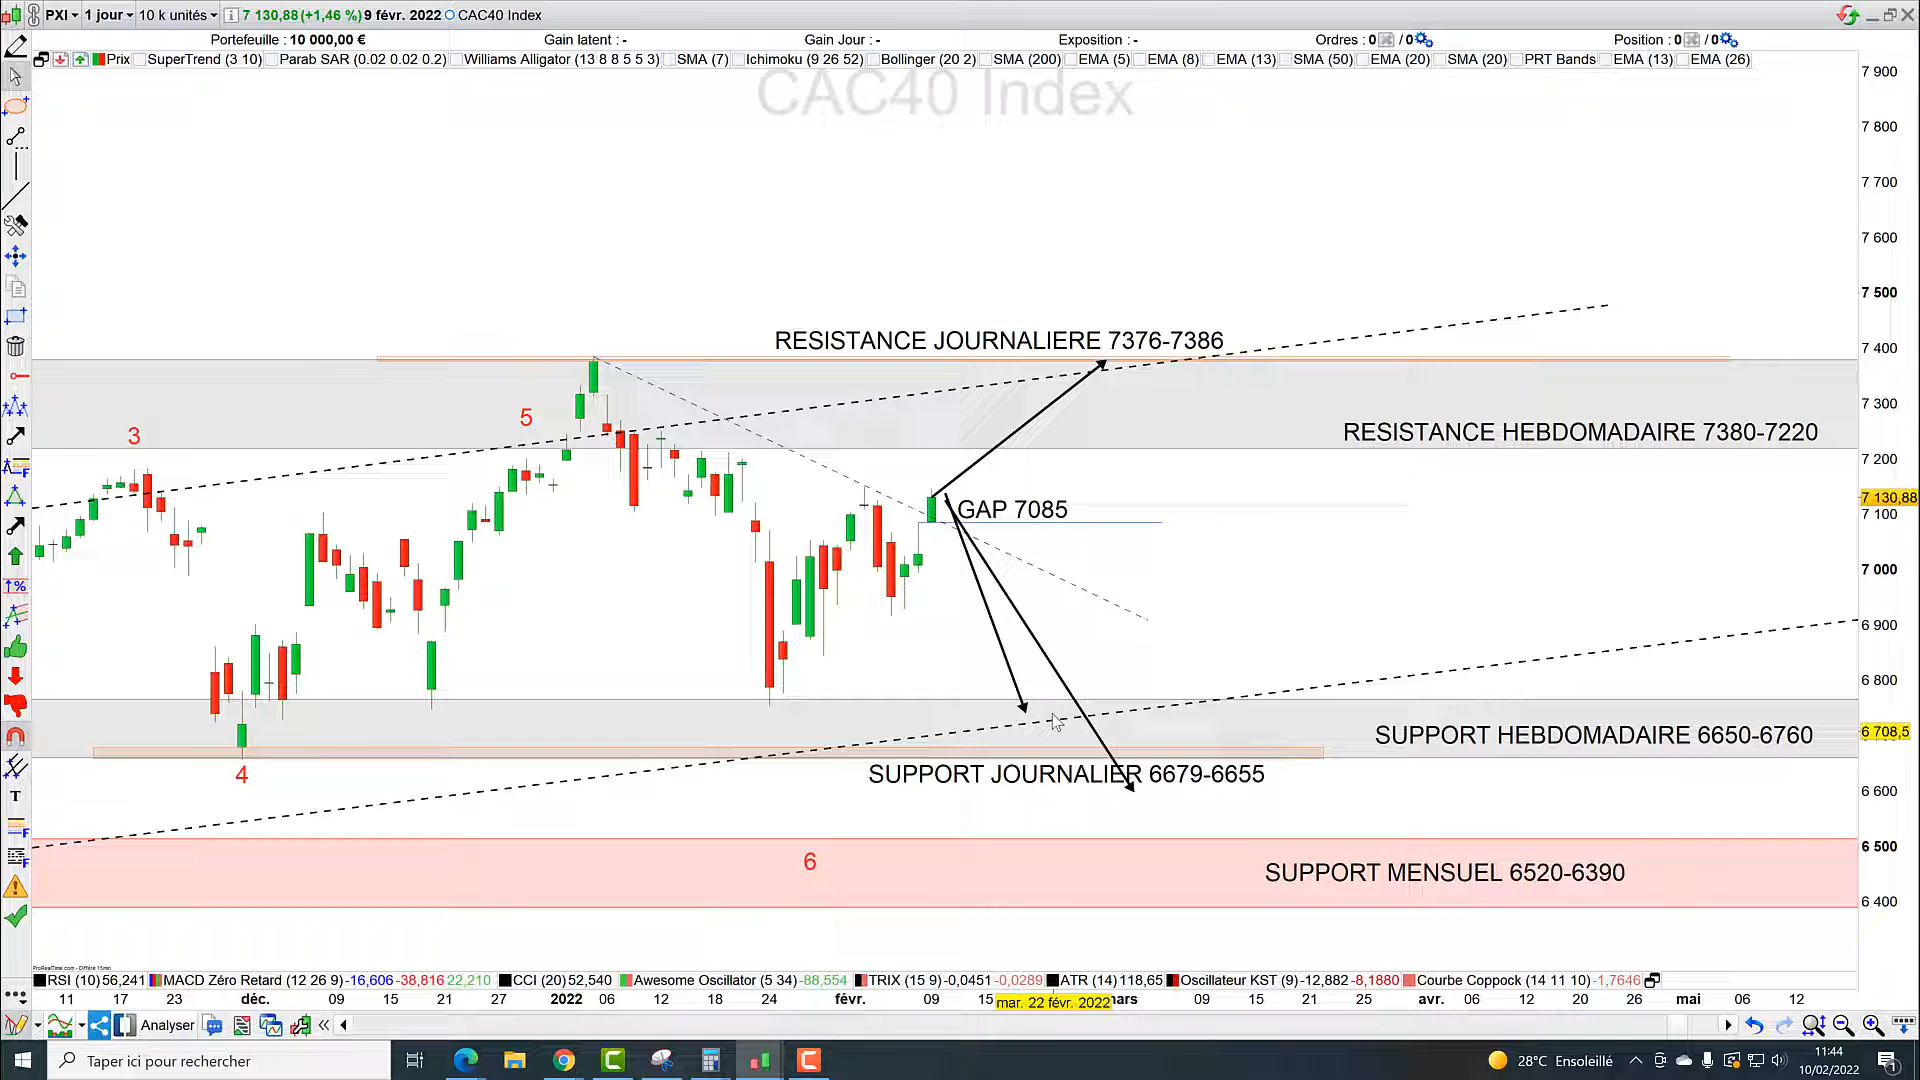 PXI 1 jour 10 k unités 7 130,88 (+1,46 %) 9 févr. 2022 CAC40 Index
Portefeuille : 10 000,00 € Gain latent : - Gain Jour : - Exposition : - Ordres : 0 / 0 Position : 0 / 0
Prix SuperTrend (3 10) Parab SAR (0.02 0.02 0.2) Williams Alligator (13 8 8 5 5 3) SMA (7) Ichimoku (9 26 52) Bollinger (20 2) SMA (200) EMA (5) EMA (8) EMA (13) SMA (50) EMA (20) SMA (20) PRT Bands EMA (13) EMA (26)
CAC40 Index
7 900
7 800
7 700
7 600
7 500
RESISTANCE JOURNALIERE 7376-7386
7 400
7 300
5
3
RESISTANCE HEBDOMADAIRE 7380-7220
7 200
7 130,88
GAP 7085
7 100
7 000
6 900
6 800
SUPPORT HEBDOMADAIRE 6650-6760
6 708,5
4
SUPPORT JOURNALIER 6679-6655
6 600
6 500
6
SUPPORT MENSUEL 6520-6390
6 400
ProRealTime.com - Différé 15min
RSI (10) 56,241 MACD Zéro Retard (12 26 9) -16,606 -38,816 22,210 CCI (20) 52,540 Awesome Oscillator (5 34) -88,554 TRIX (15 9) -0,0451 -0,0289 ATR (14) 118,65 Oscillateur KST (9) -12,882 -8,1880 Courbe Coppock (14 11 10) -1,7646
11 17 23 déc. 09 15 21 27 2022 06 12 18 24 févr. 09 15 mar. 22 févr. 2022 mars 09 15 21 25 avr. 06 12 20 26 mai 06 12
Analyser
Taper ici pour rechercher
28°C Ensoleillé
11:44
10/02/2022
1